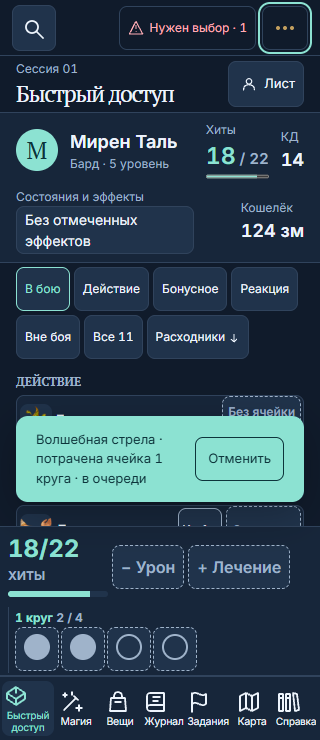 Нужен выбор · 1
Сессия 01
Быстрый доступ
Лист
М
Мирен Таль
Бард · 5 уровень
Хиты
18 / 22
КД
14
Состояния и эффекты
Без отмеченных
эффектов
Кошелёк
124 зм
В бою
Действие
Бонусное
Реакция
Вне боя
Все 11
Расходники ↓
ДЕЙСТВИЕ
Без ячейки
Волшебная стрела ·
потрачена ячейка 1
круга · в очереди
Отменить
18/22
ХИТЫ
− Урон
+ Лечение
1 круг 2 / 4
Быстрый
доступ
Магия
Вещи
Журнал
Задания
Карта
Справка